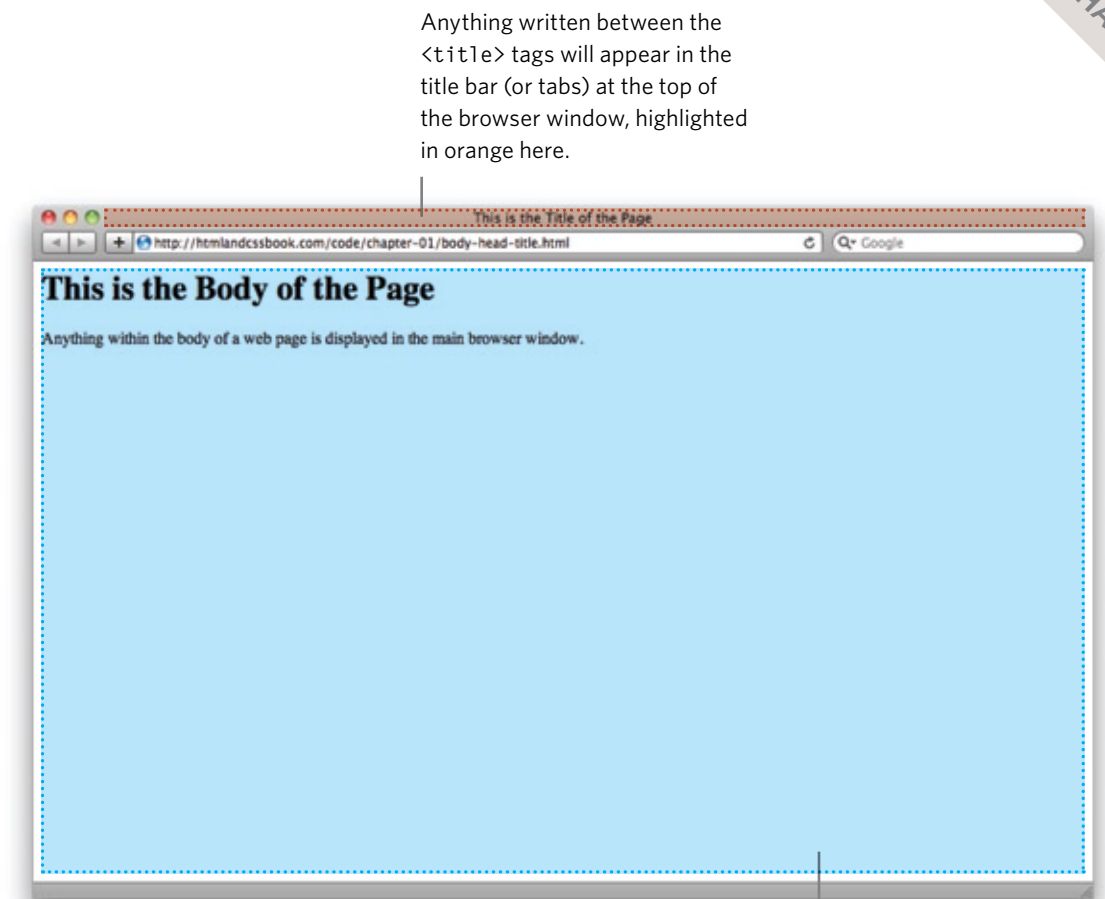 Anything written between the
<title> tags will appear in the
title bar (or tabs) at the top of
the browser window, highlighted
in orange here.
This is the Title of the Page
http://htmlandcssbook.com/code/chapter-01/body-head-title.html
Google
This is the Body of the Page
Anything within the body of a web page is displayed in the main browser window.